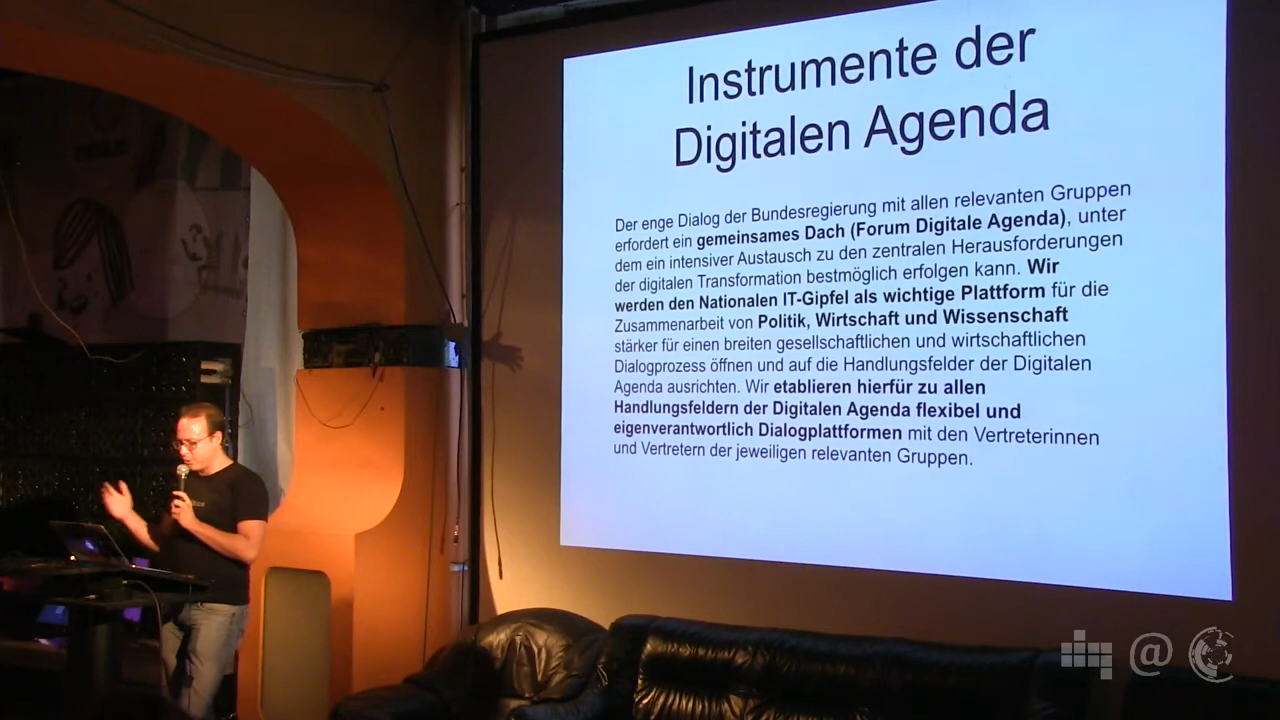 Instrumente der
Digitalen Agenda
Der enge Dialog der Bundesregierung mit allen relevanten Gruppen
erfordert ein gemeinsames Dach (Forum Digitale Agenda), unter
dem ein intensiver Austausch zu den zentralen Herausforderungen
der digitalen Transformation bestmöglich erfolgen kann. Wir
werden den Nationalen IT-Gipfel als wichtige Plattform für die
Zusammenarbeit von Politik, Wirtschaft und Wissenschaft
stärker für einen breiten gesellschaftlichen und wirtschaftlichen
Dialogprozess öffnen und auf die Handlungsfelder der Digitalen
Agenda ausrichten. Wir etablieren hierfür zu allen
Handlungsfeldern der Digitalen Agenda flexibel und
eigenverantwortlich Dialogplattformen mit den Vertreterinnen
und Vertretern der jeweiligen relevanten Gruppen.
@